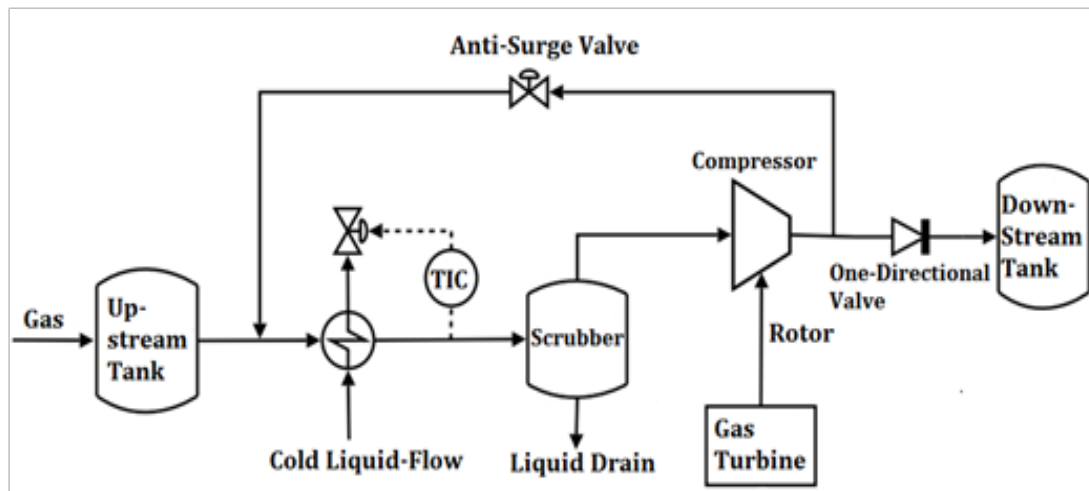 Anti-Surge Valve
Compressor
Down-
Stream
Tank
One-Directional
Valve
TIC
Gas
Up-
stream
Tank
Scrubber
Rotor
Cold Liquid-Flow
Liquid Drain
Gas
Turbine